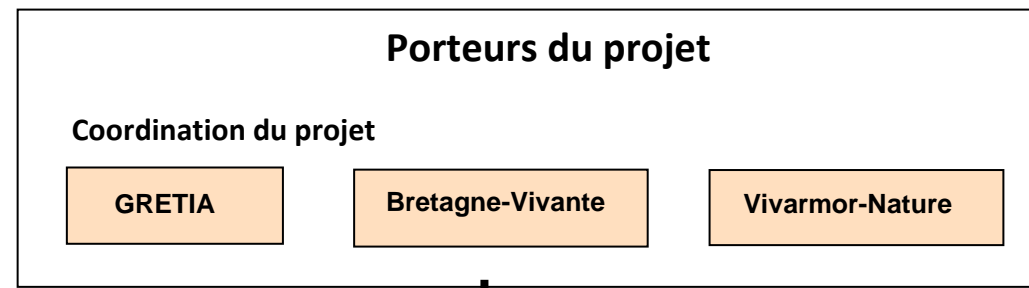 Porteurs du projet
Coordination du projet
GRETIA
Bretagne-Vivante
Vivarmor-Nature